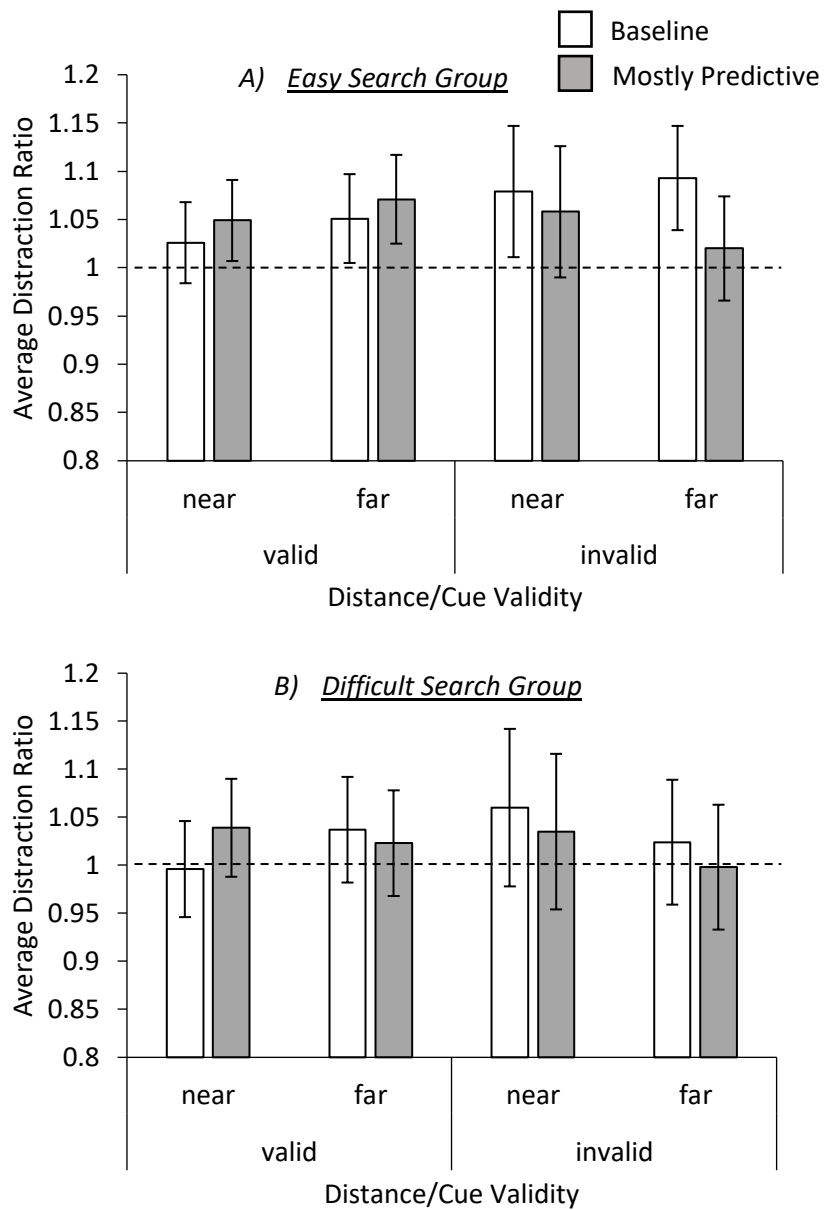 Baseline
Mostly Predictive
A) Easy Search Group
Average Distraction Ratio
1.2
1.15
1.1
1.05
1
0.95
0.9
0.85
0.8
near far near far
valid invalid
Distance/Cue Validity
B) Difficult Search Group
Average Distraction Ratio
1.2
1.15
1.1
1.05
1
0.95
0.9
0.85
0.8
near far near far
valid invalid
Distance/Cue Validity